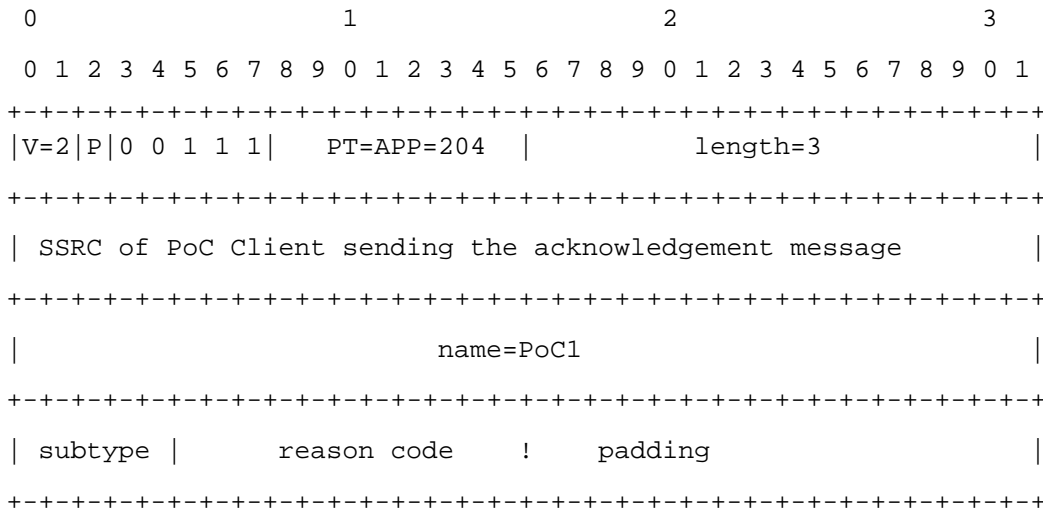 0                   1                   2                   3
 0 1 2 3 4 5 6 7 8 9 0 1 2 3 4 5 6 7 8 9 0 1 2 3 4 5 6 7 8 9 0 1
+-+-+-+-+-+-+-+-+-+-+-+-+-+-+-+-+-+-+-+-+-+-+-+-+-+-+-+-+-+-+-+-+
|V=2|P|0 0 1 1 1|   PT=APP=204  |          length=3             |
+-+-+-+-+-+-+-+-+-+-+-+-+-+-+-+-+-+-+-+-+-+-+-+-+-+-+-+-+-+-+-+-+
| SSRC of PoC Client sending the acknowledgement message        |
+-+-+-+-+-+-+-+-+-+-+-+-+-+-+-+-+-+-+-+-+-+-+-+-+-+-+-+-+-+-+-+-+
|                          name=PoC1                            |
+-+-+-+-+-+-+-+-+-+-+-+-+-+-+-+-+-+-+-+-+-+-+-+-+-+-+-+-+-+-+-+-+
| subtype |      reason code    !    padding                    |
+-+-+-+-+-+-+-+-+-+-+-+-+-+-+-+-+-+-+-+-+-+-+-+-+-+-+-+-+-+-+-+-+